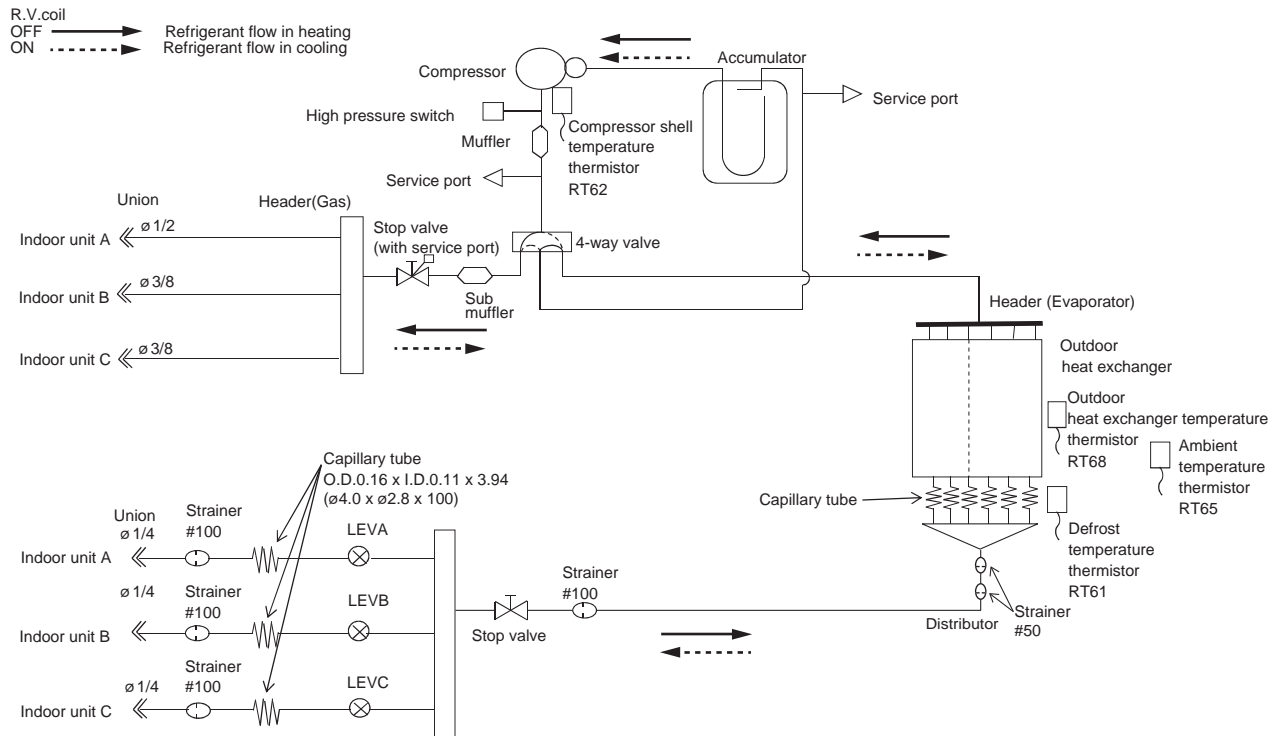 R.V.coil
OFF Refrigerant flow in heating
ON Refrigerant flow in cooling
Compressor
Accumulator
Service port
High pressure switch
Muffler
Compressor shell
temperature
thermistor
RT62
Service port
Union
Header(Gas)
Stop valve
(with service port)
4-way valve
Indoor unit A
ø 1/2
Indoor unit B
ø 3/8
Indoor unit C
ø 3/8
Sub
muffler
Header (Evaporator)
Outdoor
heat exchanger
Outdoor
heat exchanger temperature
thermistor
RT68
Ambient
temperature
thermistor
RT65
Capillary tube
Defrost
temperature
thermistor
RT61
Distributor
Strainer
#50
Capillary tube
O.D.0.16 x I.D.0.11 x 3.94
(ø4.0 x ø2.8 x 100)
Union
ø 1/4
Strainer
#100
LEVA
Indoor unit A
ø 1/4
Strainer
#100
LEVB
Indoor unit B
ø 1/4
Strainer
#100
LEVC
Indoor unit C
Stop valve
Strainer
#100